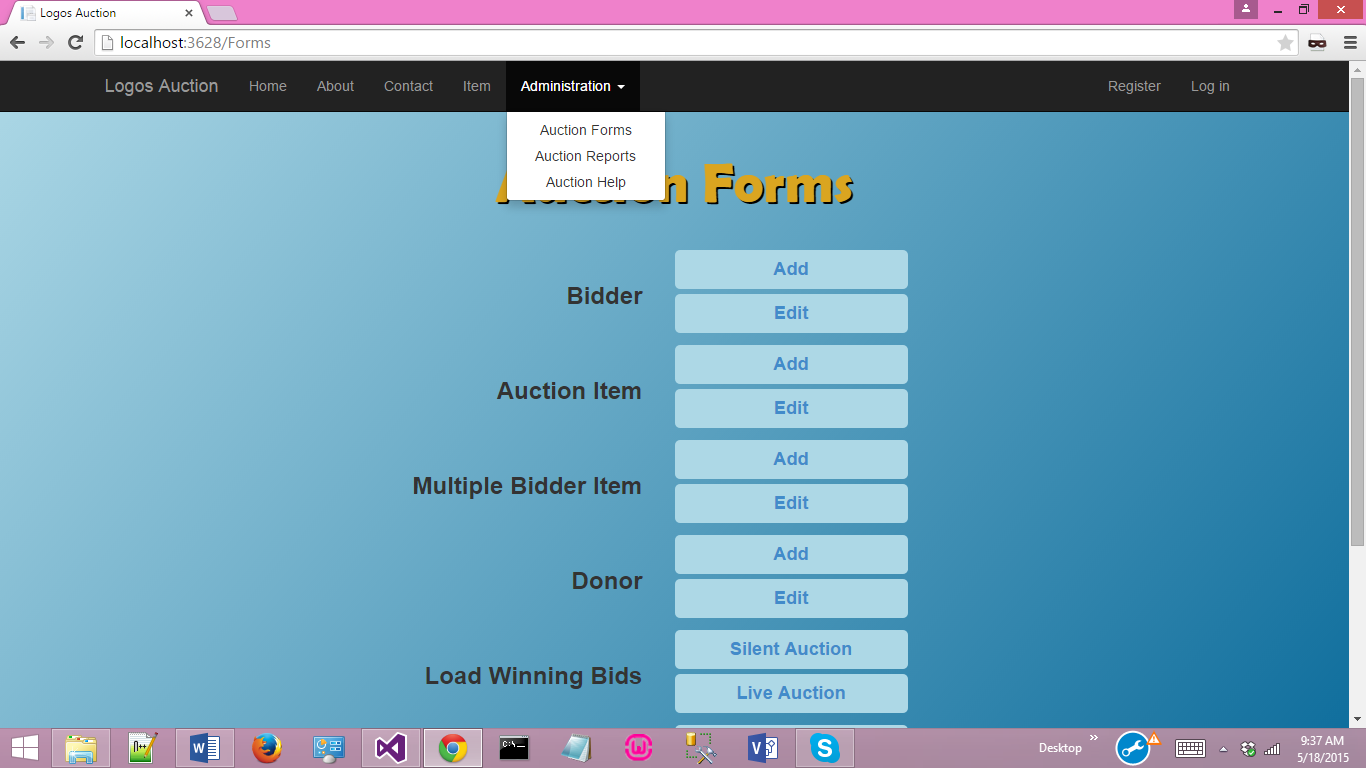 Logos Auction
localhost:3628/Forms
Logos Auction Home About Contact Item Administration Register Log in
Auction Forms
Auction Reports
Auction Help
Auction Forms
Bidder
Add
Edit
Auction Item
Add
Edit
Multiple Bidder Item
Add
Edit
Donor
Add
Edit
Load Winning Bids
Silent Auction
Live Auction
Desktop
9:37 AM
5/18/2015